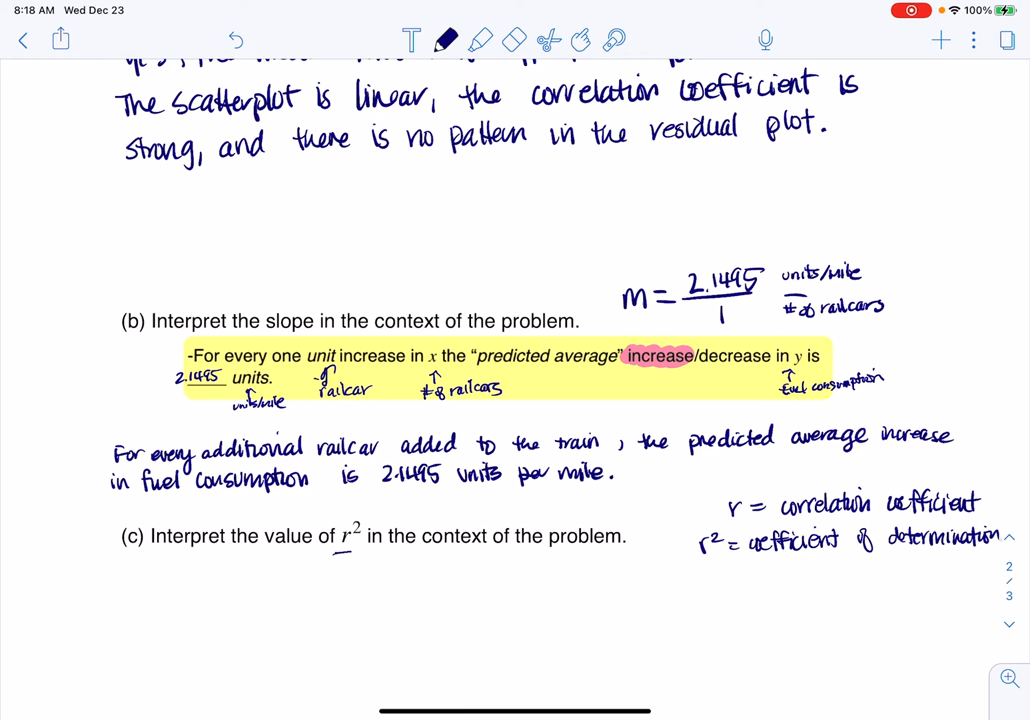 8:18 AM Wed Dec 23
100%
The scatterplot is linear, the correlation coefficient is
strong, and there is no pattern in the residual plot.
m = 2.1495 units/mile
1 # of railcars
(b) Interpret the slope in the context of the problem.
-For every one unit increase in x the “predicted average” increase/decrease in y is
2.1495 units.
railcar
# of railcars
fuel consumption
units/mile
For every additional railcar added to the train, the predicted average increase
in fuel consumption is 2.1495 units per mile.
r = correlation coefficient
(c) Interpret the value of r² in the context of the problem.
r² = coefficient of determination
2
/
3